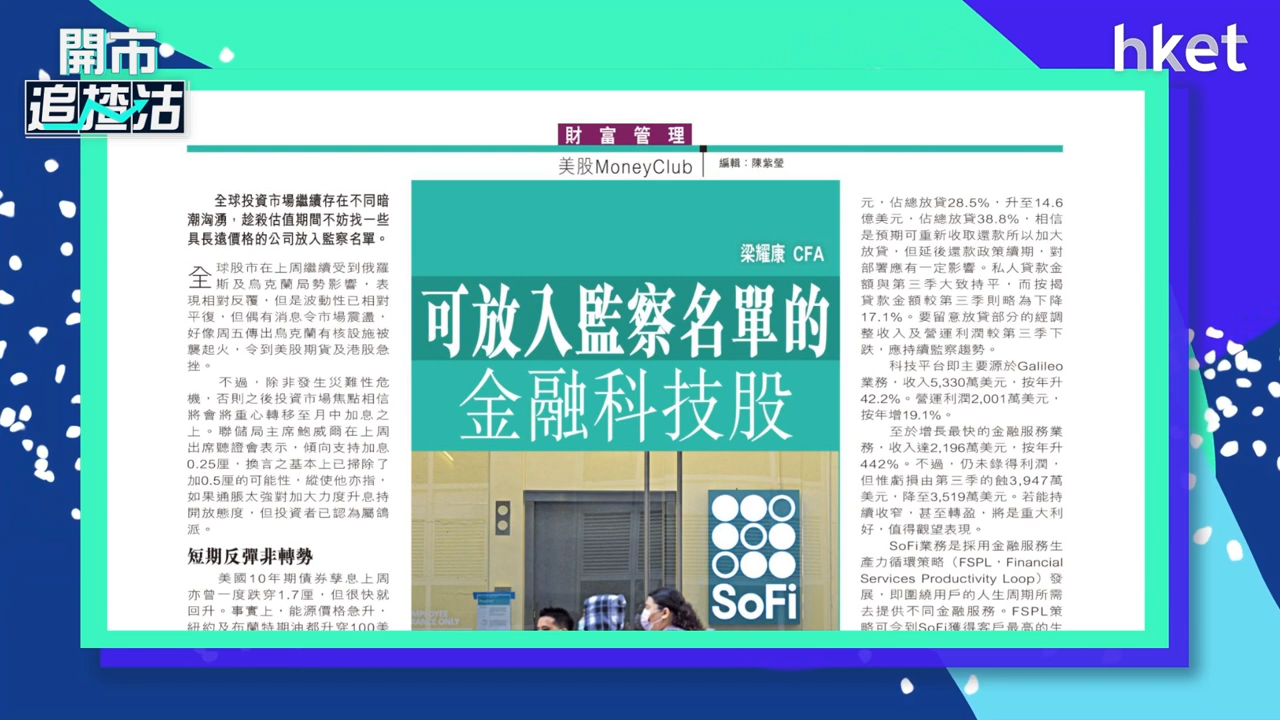 開市
追揸沽
hket
財富管理
美股MoneyClub
編輯：陳紫瑩
全球投資市場繼續存在不同暗
潮洶湧，趁殺估值期間不妨找一些
具長遠價格的公司放入監察名單。
全球股市在上周繼續受到俄羅
斯及烏克蘭局勢影響，表
現相對反覆，但是波動性已相對
平復，但偶有消息令市場震盪，
好像周五傳出烏克蘭有核設施被
襲起火，令到美股期貨及港股急
挫。
不過，除非發生災難性危
機，否則之後投資市場焦點相信
將會將重心轉移至月中加息之
上。聯儲局主席鮑威爾在上周
出席聽證會表示，傾向支持加息
0.25厘，換言之基本上已掃除了
加0.5厘的可能性，縱使他亦指，
如果通脹太強對加大力度升息持
開放態度，但投資者已認為屬鴿
派。
短期反彈非轉勢
美國10年期債券孳息上周
亦曾一度跌穿1.7厘，但很快就
回升。事實上，能源價格急升，
紐約及布蘭特期油都升穿100美
梁耀康 CFA
可放入監察名單的
金融科技股
SoFi
元，佔總放貸28.5%，升至14.6
億美元，佔總放貸38.8%，相信
是預期可重新收取還款所以加大
放貸，但延後還款政策續期，對
部署應有一定影響。私人貸款金
額與第三季大致持平，而按揭
貸款金額較第三季則略為下降
17.1%。要留意放貸部分的經調
整收入及營運利潤較第三季下
跌，應持續監察趨勢。
科技平台即主要源於Galileo
業務，收入5,330萬美元，按年升
42.2%。營運利潤2,001萬美元，
按年增19.1%。
至於增長最快的金融服務業
務，收入達2,196萬美元，按年升
442%。不過，仍未錄得利潤，
但惟虧損由第三季的蝕3,947萬
美元，降至3,519萬美元。若能持
續收窄，甚至轉盈，將是重大利
好，值得觀望表現。
SoFi業務是採用金融服務生
產力循環策略（FSPL，Financial
Services Productivity Loop）發
展，即圍繞用戶的人生周期所需
去提供不同金融服務。FSPL策
略可令到SoFi獲得客戶最高的生